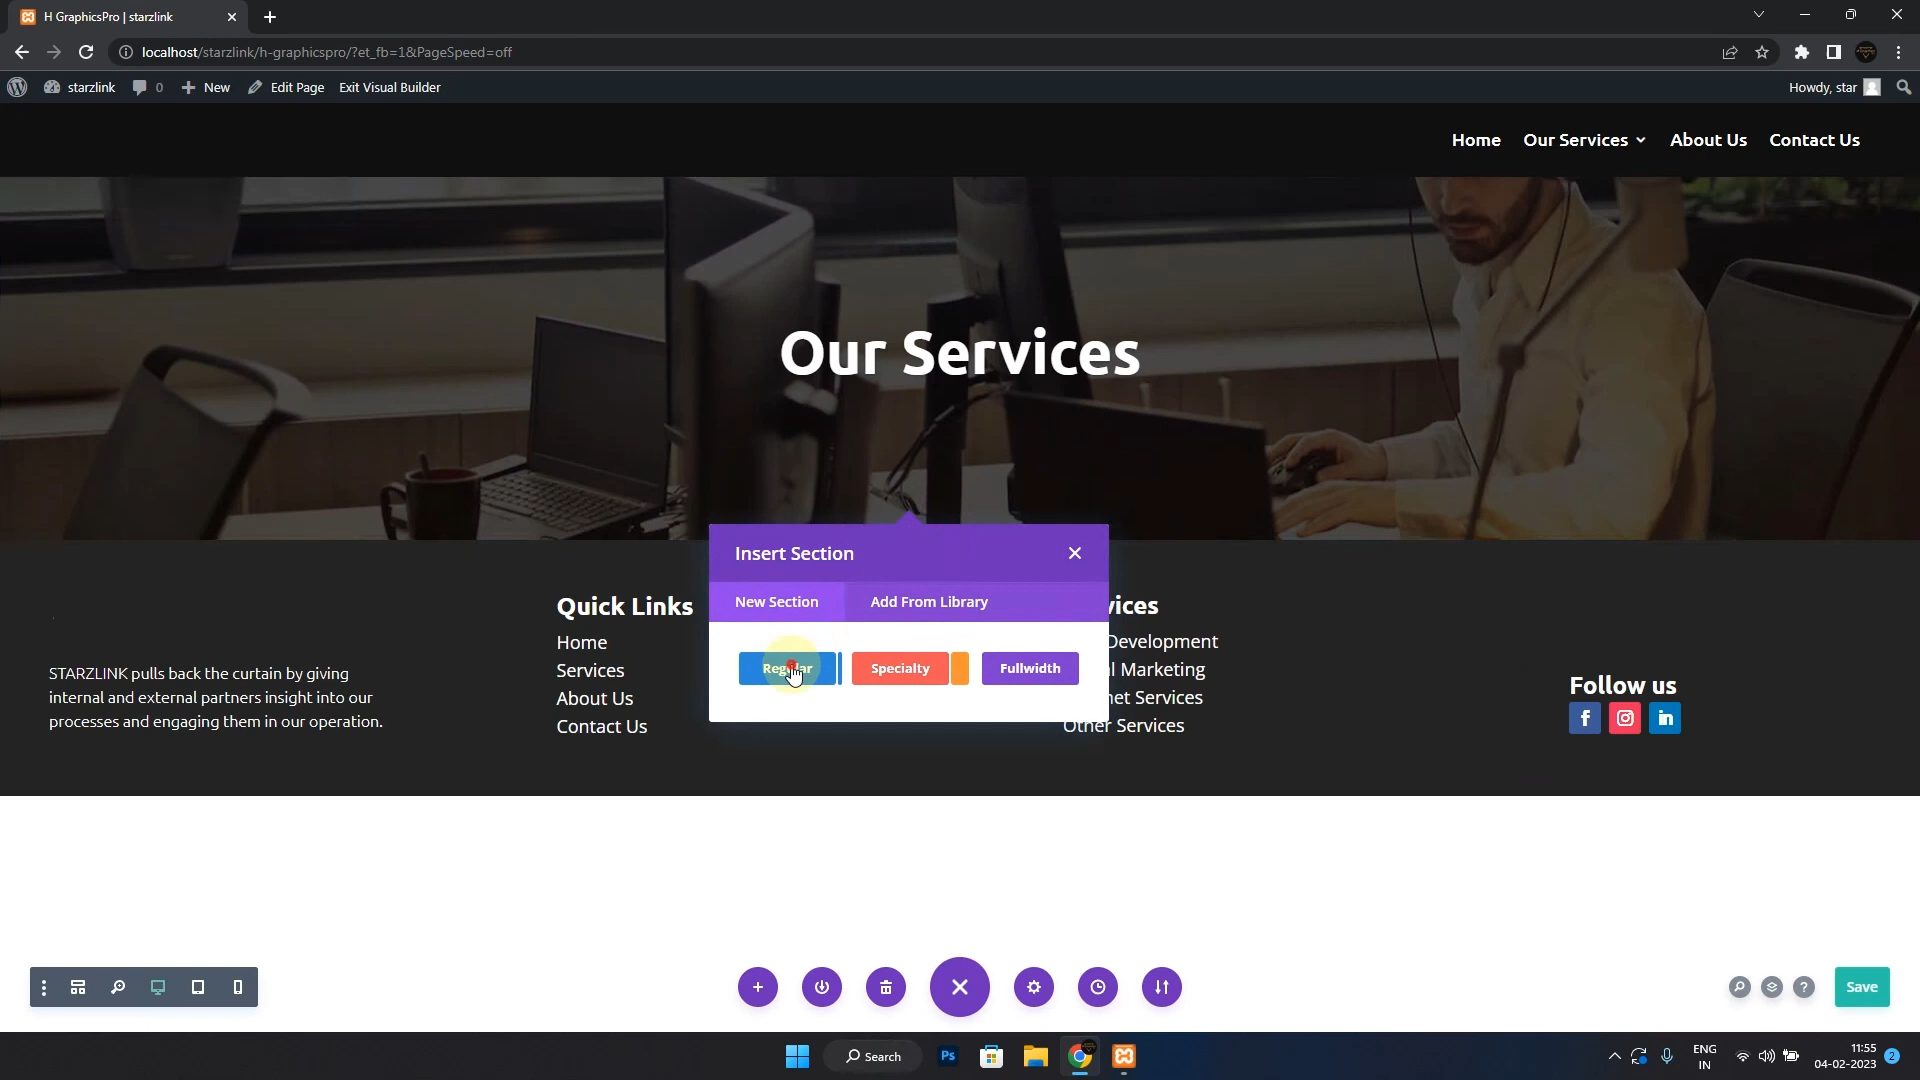 H GraphicsPro | starzlink
localhost/starzlink/h-graphicspro/?et_fb=1&PageSpeed=off
starzlink
0
New
Edit Page
Exit Visual Builder
Howdy, star
Home
Our Services
About Us
Contact Us
Our Services
Insert Section
New Section
Add From Library
Regular
Specialty
Fullwidth
STARZLINK pulls back the curtain by giving
internal and external partners insight into our
processes and engaging them in our operation.
Quick Links
Home
Services
About Us
Contact Us
Development
Marketing
Services
Other Services
Follow us
Save
Search
Ps
ENG
IN
11:55
04-02-2023
2